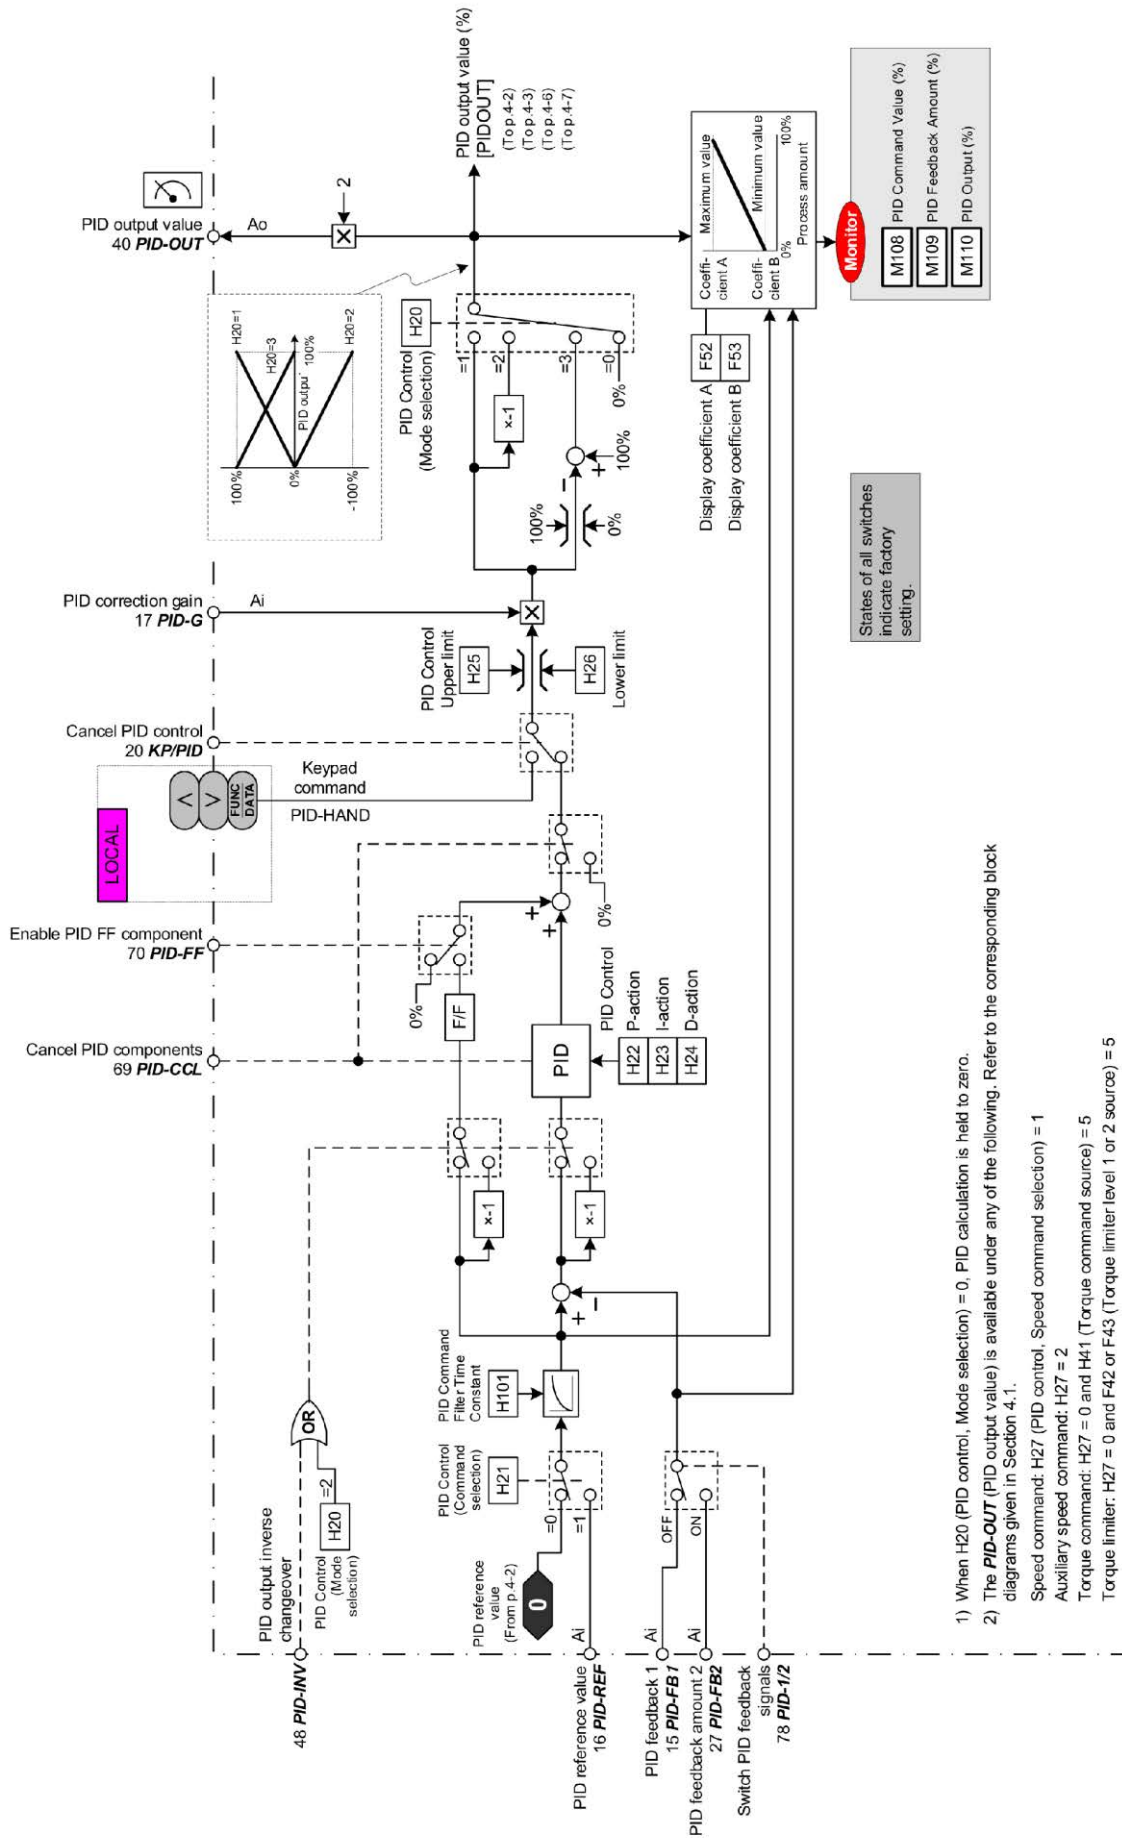 PID output value
40 PID-OUT
Ao
2
PID output value (%)
[PIDOUT]
(To p.4-2)
(To p.4-3)
(To p.4-6)
(To p.4-7)
100%
0%
-100%
H20=1
H20=3
100%
H20=2
PID output
PID Control
(Mode selection)
H20
=1
=2
=3
=0
0%
×-1
100%
0%
−
+
100%
PID correction gain
17 PID-G
Ai
PID Control
Upper limit
H25
H26
Lower limit
Cancel PID control
20 KP/PID
LOCAL
FUNC
DATA
Keypad
command
PID-HAND
Enable PID FF component
70 PID-FF
0%
F/F
+
+
0%
Cancel PID components
69 PID-CCL
PID
PID Control
H22 P-action
H23 I-action
H24 D-action
×-1
×-1
+
−
PID output inverse
changeover
48 PID-INV
OR
=2
H20
PID Control
(Mode
selection)
PID Command
Filter Time
Constant
H101
PID Control
(Command
selection)
H21
=0
=1
PID reference
value
(From p.4-2)
0
PID reference value
16 PID-REF
Ai
PID feedback 1
15 PID-FB1
Ai
OFF
PID feedback amount 2
27 PID-FB2
Ai
ON
Switch PID feedback
signals
78 PID-1/2
Display coefficient A F52
Display coefficient B F53
Coeffi-
cient A
Maximum value
Coeffi-
cient B
Minimum value
0%
100%
Process amount
Monitor
M108 PID Command Value (%)
M109 PID Feedback Amount (%)
M110 PID Output (%)
States of all switches
indicate factory
setting.
1) When H20 (PID control, Mode selection) = 0, PID calculation is held to zero.
2) The PID-OUT (PID output value) is available under any of the following. Refer to the corresponding block
diagrams given in Section 4.1.
Speed command: H27 (PID control, Speed command selection) = 1
Auxiliary speed command: H27 = 2
Torque command: H27 = 0 and H41 (Torque command source) = 5
Torque limiter: H27 = 0 and F42 or F43 (Torque limiter level 1 or 2 source) = 5